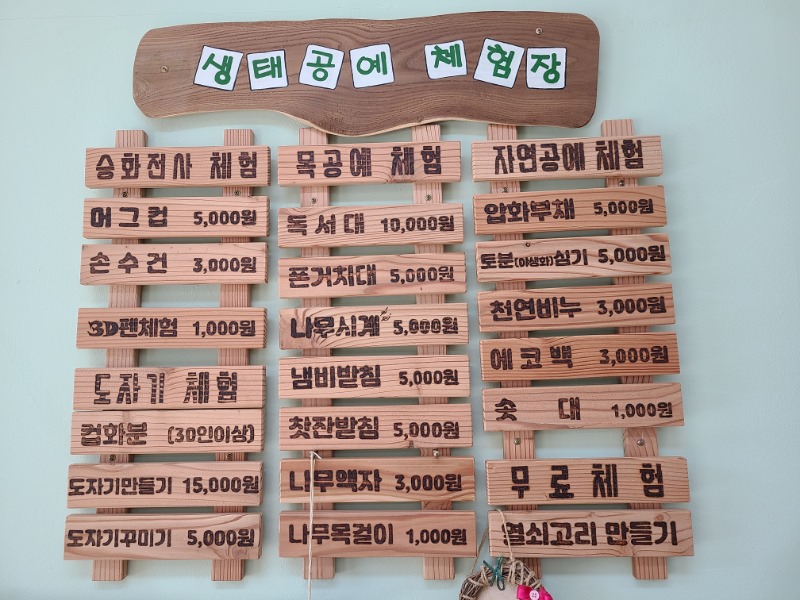 생태공예 체험장
승화전사 체험
머그컵 5,000원
손수건 3,000원
3D펜체험 1,000원
도자기 체험
컵화분 (30인이상)
도자기만들기 15,000원
도자기꾸미기 5,000원
목공예 체험
독서대 10,000원
폰거치대 5,000원
나무시계 5,000원
냄비받침 5,000원
찻잔받침 5,000원
나무액자 3,000원
나무목걸이 1,000원
자연공예 체험
압화부채 5,000원
토분(야생화)심기 5,000원
천연비누 3,000원
에코백 3,000원
솟대 1,000원
무료체험
열쇠고리 만들기